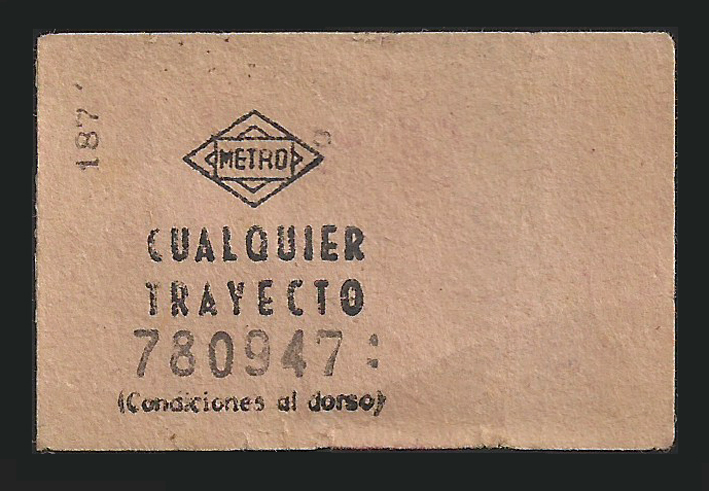 187
METRO
CUALQUIER
TRAYECTO
780947:
(Condiciones al dorso)